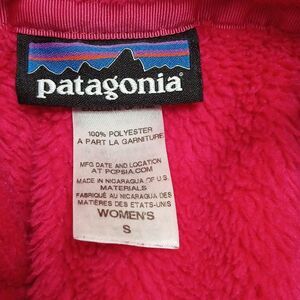 patagonia®
100% POLYESTER
A PART LA GARNITURE
MFG DATE AND LOCATION
AT PCPSIA.COM
MADE IN NICARAGUA OF U.S.
MATERIALS
FABRIQUÉ AU NICARAGUA DES
MATIÈRES DES ETATS-UNIS
WOMEN'S
S